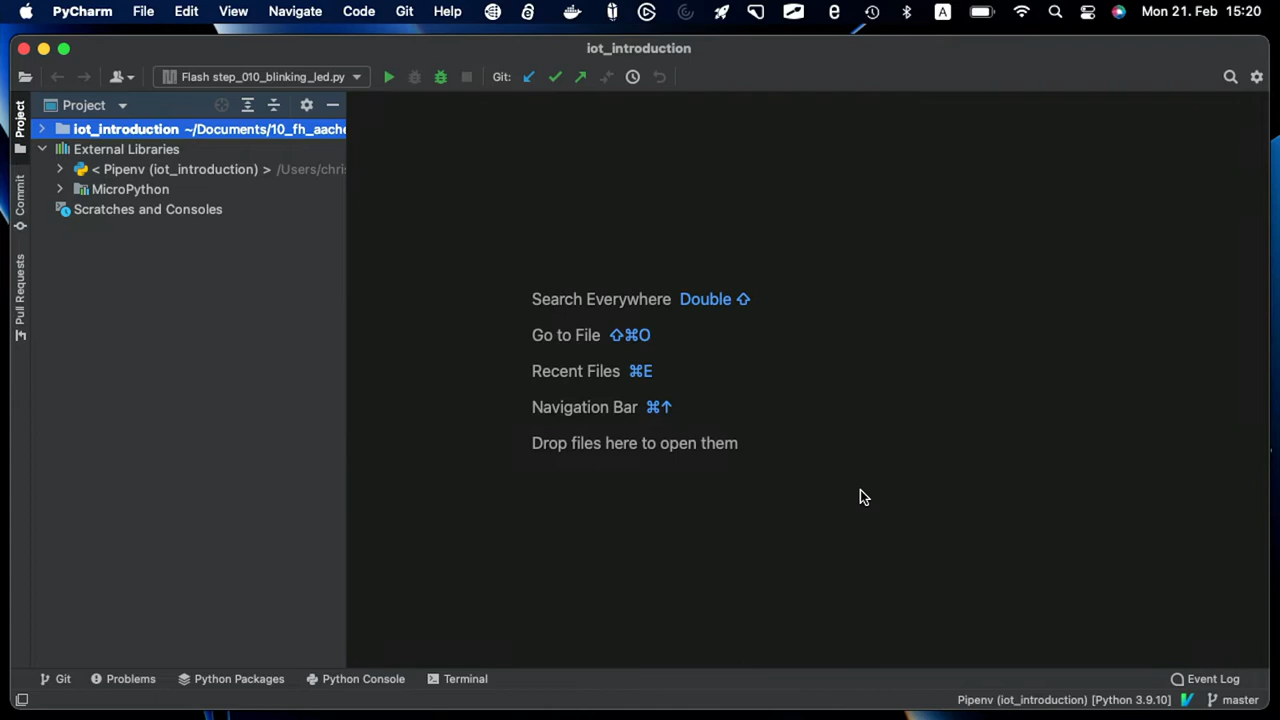 PyCharm File Edit View Navigate Code Git Help A Mon 21. Feb 15:20
iot_introduction
Flash step_010_blinking_led.py Git:
Project
iot_introduction ~/Documents/10_fh_aache
External Libraries
< Pipenv (iot_introduction) > /Users/chri
MicroPython
Scratches and Consoles
Project
Commit
Pull Requests
Search Everywhere Double ⇧
Go to File ⇧⌘O
Recent Files ⌘E
Navigation Bar ⌘↑
Drop files here to open them
Git Problems Python Packages Python Console Terminal Event Log
Pipenv (iot_introduction) [Python 3.9.10] master